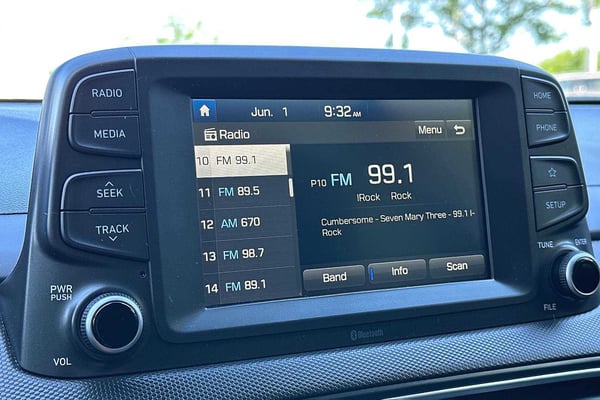 RADIO
MEDIA
SEEK
TRACK
PWR
PUSH
VOL
Jun. 1 9:32 AM
Radio
Menu
10 FM 99.1
11 FM 89.5
12 AM 670
13 FM 98.7
14 FM 89.1
P10 FM 99.1
IRock Rock
Cumbersome - Seven Mary Three - 99.1 I-
Rock
Band Info Scan
HOME
PHONE
SETUP
TUNE ENTER
FILE
Bluetooth